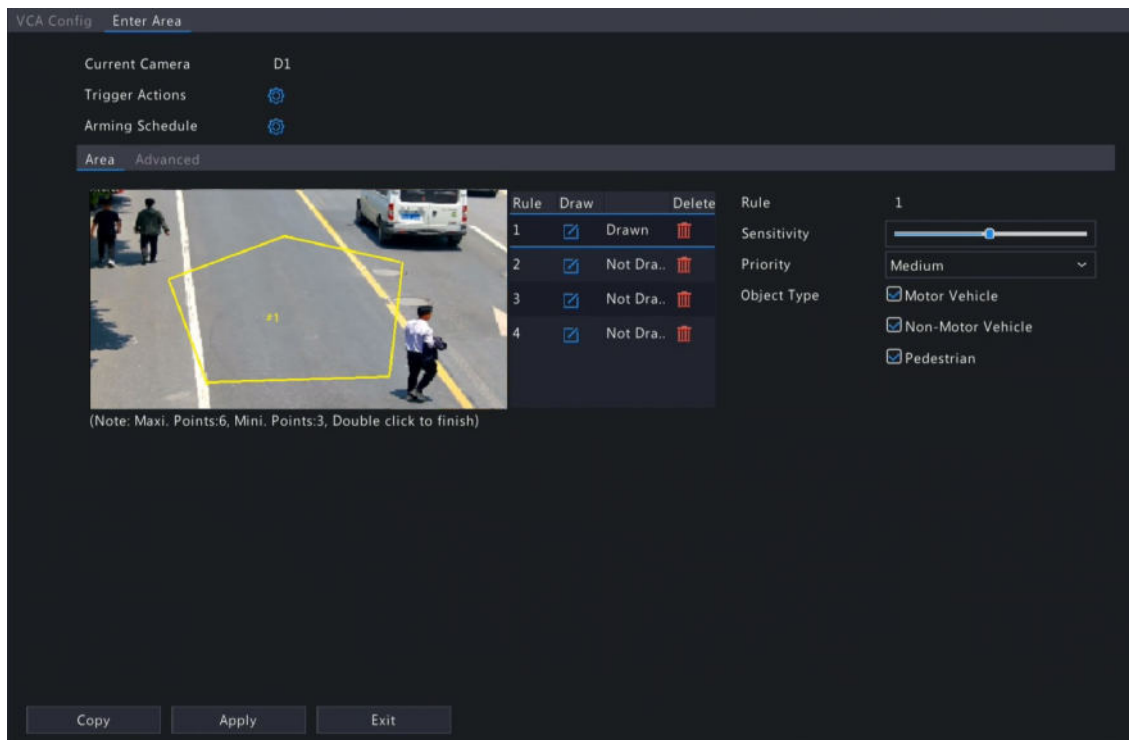 VCA Config Enter Area
Current Camera D1
Trigger Actions
Arming Schedule
Area Advanced
Rule Draw Delete
1 Drawn
2 Not Dra..
3 Not Dra..
4 Not Dra..
#1
(Note: Maxi. Points:6, Mini. Points:3, Double click to finish)
Rule 1
Sensitivity
Priority Medium
Object Type Motor Vehicle
Non-Motor Vehicle
Pedestrian
Copy Apply Exit